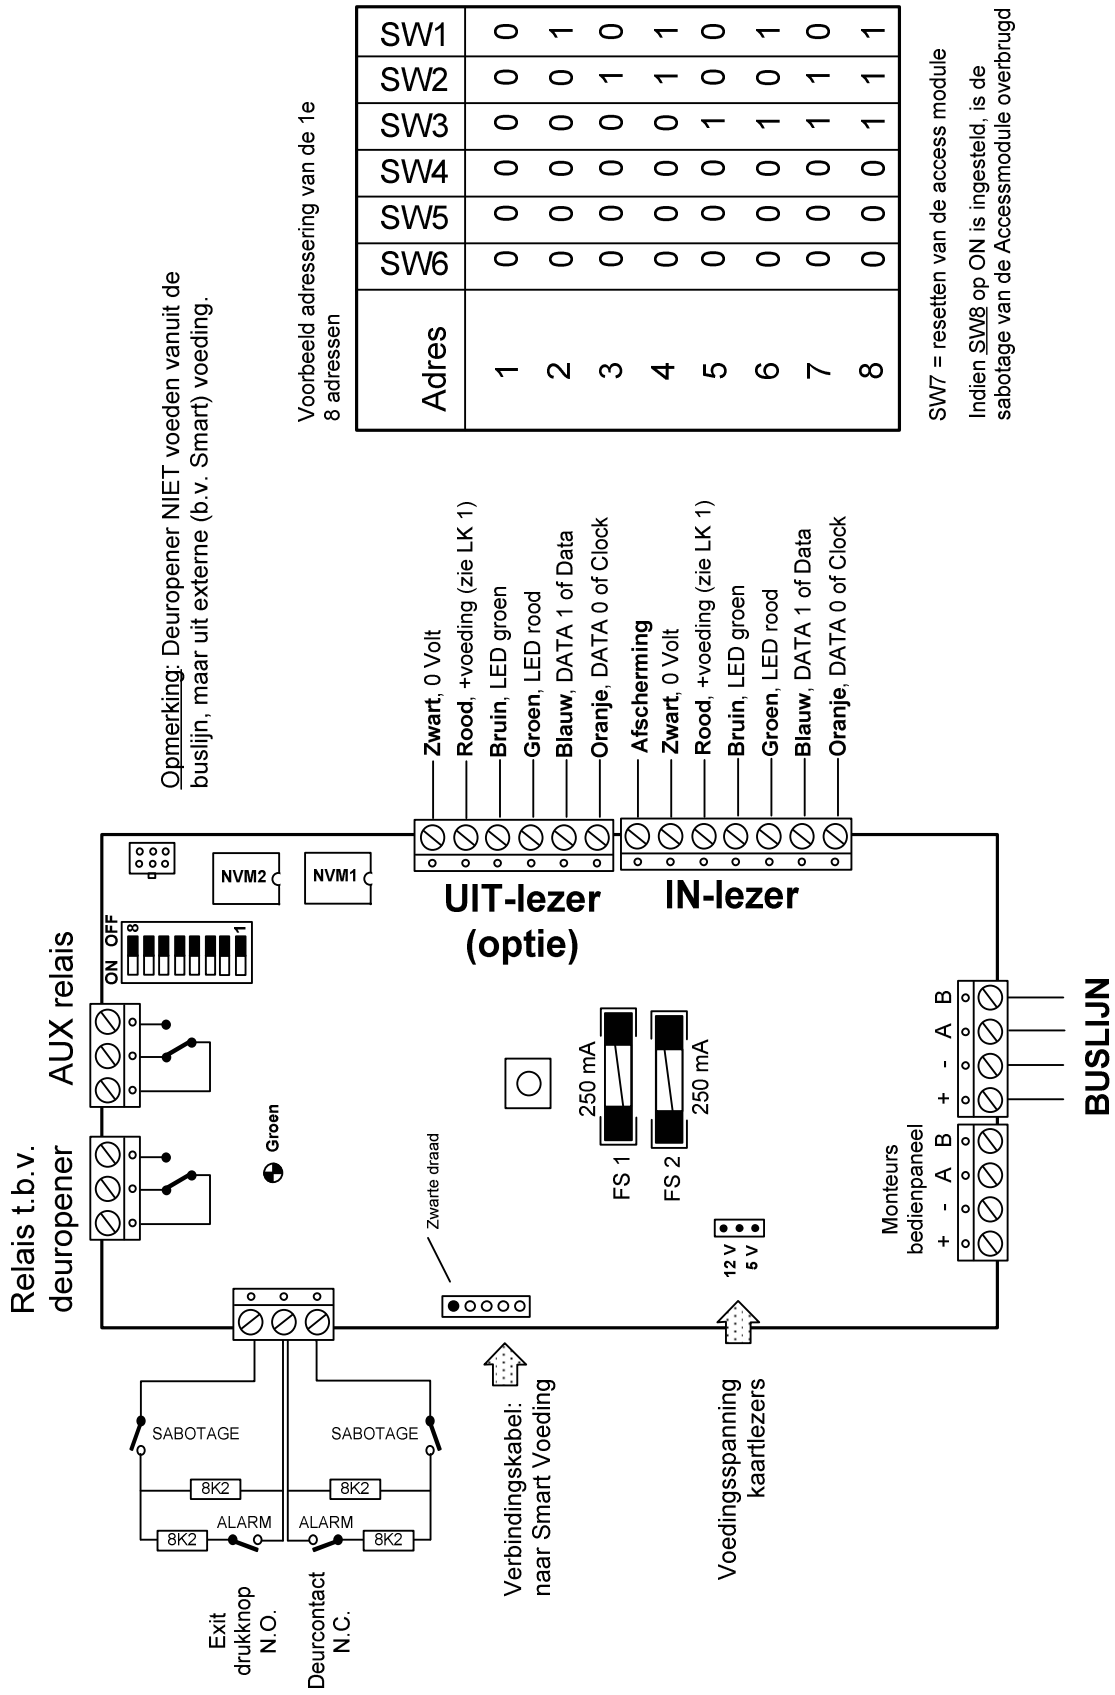 Relais t.b.v.
deuropener
AUX relais
Opmerking: Deuropener NIET voeden vanuit de
buslijn, maar uit externe (b.v. Smart) voeding.
ON OFF
8
1
NVM2
NVM1
Groen
Exit
drukknop
N.O.
Deurcontact
N.C.
SABOTAGE
SABOTAGE
8K2
8K2
ALARM
ALARM
8K2
8K2
Zwarte draad
Verbindingskabel:
naar Smart Voeding
Voedingsspanning
kaartlezers
12 V
5 V
FS 1
250 mA
FS 2
250 mA
UIT-lezer
(optie)
IN-lezer
Zwart, 0 Volt
Rood, +voeding (zie LK 1)
Bruin, LED groen
Groen, LED rood
Blauw, DATA 1 of Data
Oranje, DATA 0 of Clock
Afscherming
Zwart, 0 Volt
Rood, +voeding (zie LK 1)
Bruin, LED groen
Groen, LED rood
Blauw, DATA 1 of Data
Oranje, DATA 0 of Clock
Monteurs
bedienpaneel
+ - A B
+ - A B
BUSLIJN
Voorbeeld adressering van de 1e
8 adressen
Adres SW6 SW5 SW4 SW3 SW2 SW1
1 0 0 0 0 0 0
2 0 0 0 0 0 1
3 0 0 0 0 1 0
4 0 0 0 0 1 1
5 0 0 0 1 0 0
6 0 0 0 1 0 1
7 0 0 0 1 1 0
8 0 0 0 1 1 1
SW7 = resetten van de access module
Indien SW8 op ON is ingesteld, is de
sabotage van de Accessmodule overbrugd